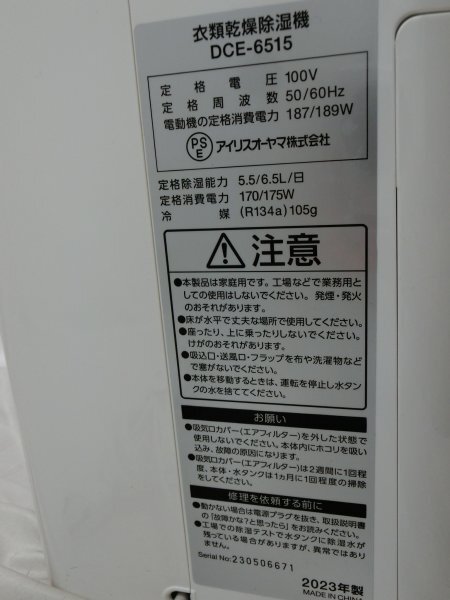 衣類乾燥除湿機
DCE-6515
定格電圧 100V
定格周波数 50/60Hz
電動機の定格消費電力 187/189W
PSE アイリスオーヤマ株式会社
定格除湿能力 5.5/6.5L/日
定格消費電力 170/175W
冷媒 (R134a) 105g
注意
●本製品は家庭用です。工場などで業務用と
しての使用はしないでください。発煙・発火
のおそれがあります。
●床が水平で丈夫な場所で使用してください。
●座ったり、上に乗ったりしないでください。
けがのおそれがあります。
●吸込口・送風口・フラップを布や洗濯物など
で塞がないでください。
●本体を移動するときは、運転を停止し水タン
クの水を捨ててください。
お願い
●吸気口カバー(エアフィルター)を外した状態で
使用しないでください。本体内にホコリを吸い
込み、故障の原因になります。
●吸気口カバー(エアフィルター)は2週間に1回程
度、本体・水タンクは1ヵ月に1回程度の掃除
をしてください。
修理を依頼する前に
●動かない場合は電源プラグを抜き、取扱説明書
の「故障かな?と思ったら」をお読みください。
●工場での除湿テストで水タンクに除湿水が
残っている場合がありますが、異常ではあり
ません。
Serial No: 230506671
2023年製
MADE IN CHINA